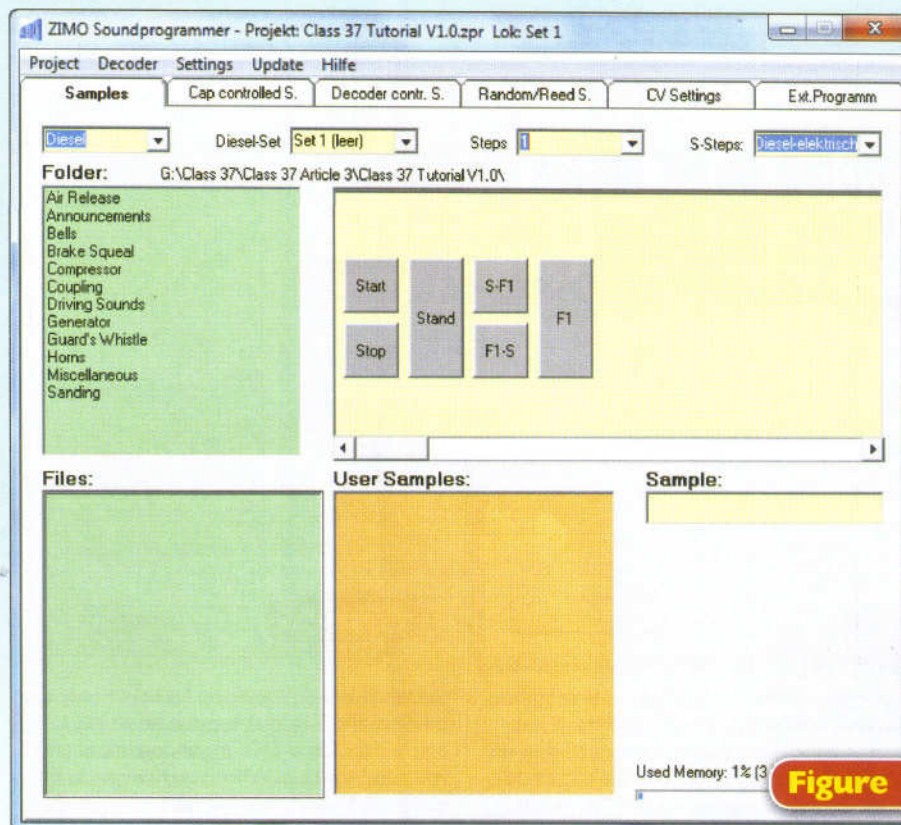 ZIMO Soundprogrammer - Projekt: Class 37 Tutorial V1.0.zpr Lok: Set 1
Project Decoder Settings Update Hilfe
Samples Cap controlled S. Decoder contr. S. Random/Reed S. CV Settings Ext.Programm
Diesel Diesel-Set Set 1 (leer) Steps 1 S-Steps: Diesel-elektrisch
Folder: G:\Class 37\Class 37 Article 3\Class 37 Tutorial V1.0\
Air Release
Announcements
Bells
Brake Squeal
Compressor
Coupling
Driving Sounds
Generator
Guard's Whistle
Horns
Miscellaneous
Sanding
Start Stand S-F1 F1
Stop F1-S
Files: User Samples: Sample:
Used Memory: 1% (3
Figure